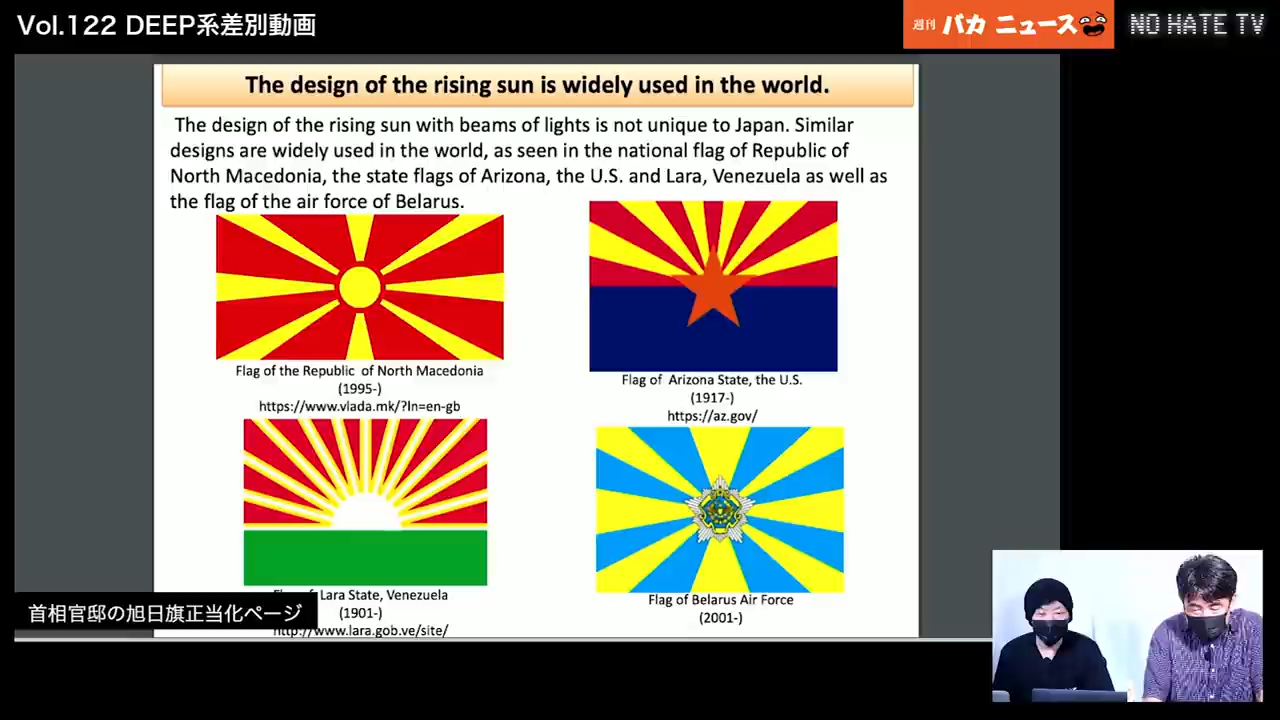 Vol.122 DEEP系差別動画
週刊 バカ ニュース
NO HATE TV
The design of the rising sun is widely used in the world.
The design of the rising sun with beams of lights is not unique to Japan. Similar
designs are widely used in the world, as seen in the national flag of Republic of
North Macedonia, the state flags of Arizona, the U.S. and Lara, Venezuela as well as
the flag of the air force of Belarus.
Flag of the Republic of North Macedonia
(1995-)
https://www.vlada.mk/?ln=en-gb
Flag of Arizona State, the U.S.
(1917-)
https://az.gov/
Lara State, Venezuela
(1901-)
http://www.lara.gob.ve/site/
Flag of Belarus Air Force
(2001-)
首相官邸の旭日旗正当化ページ